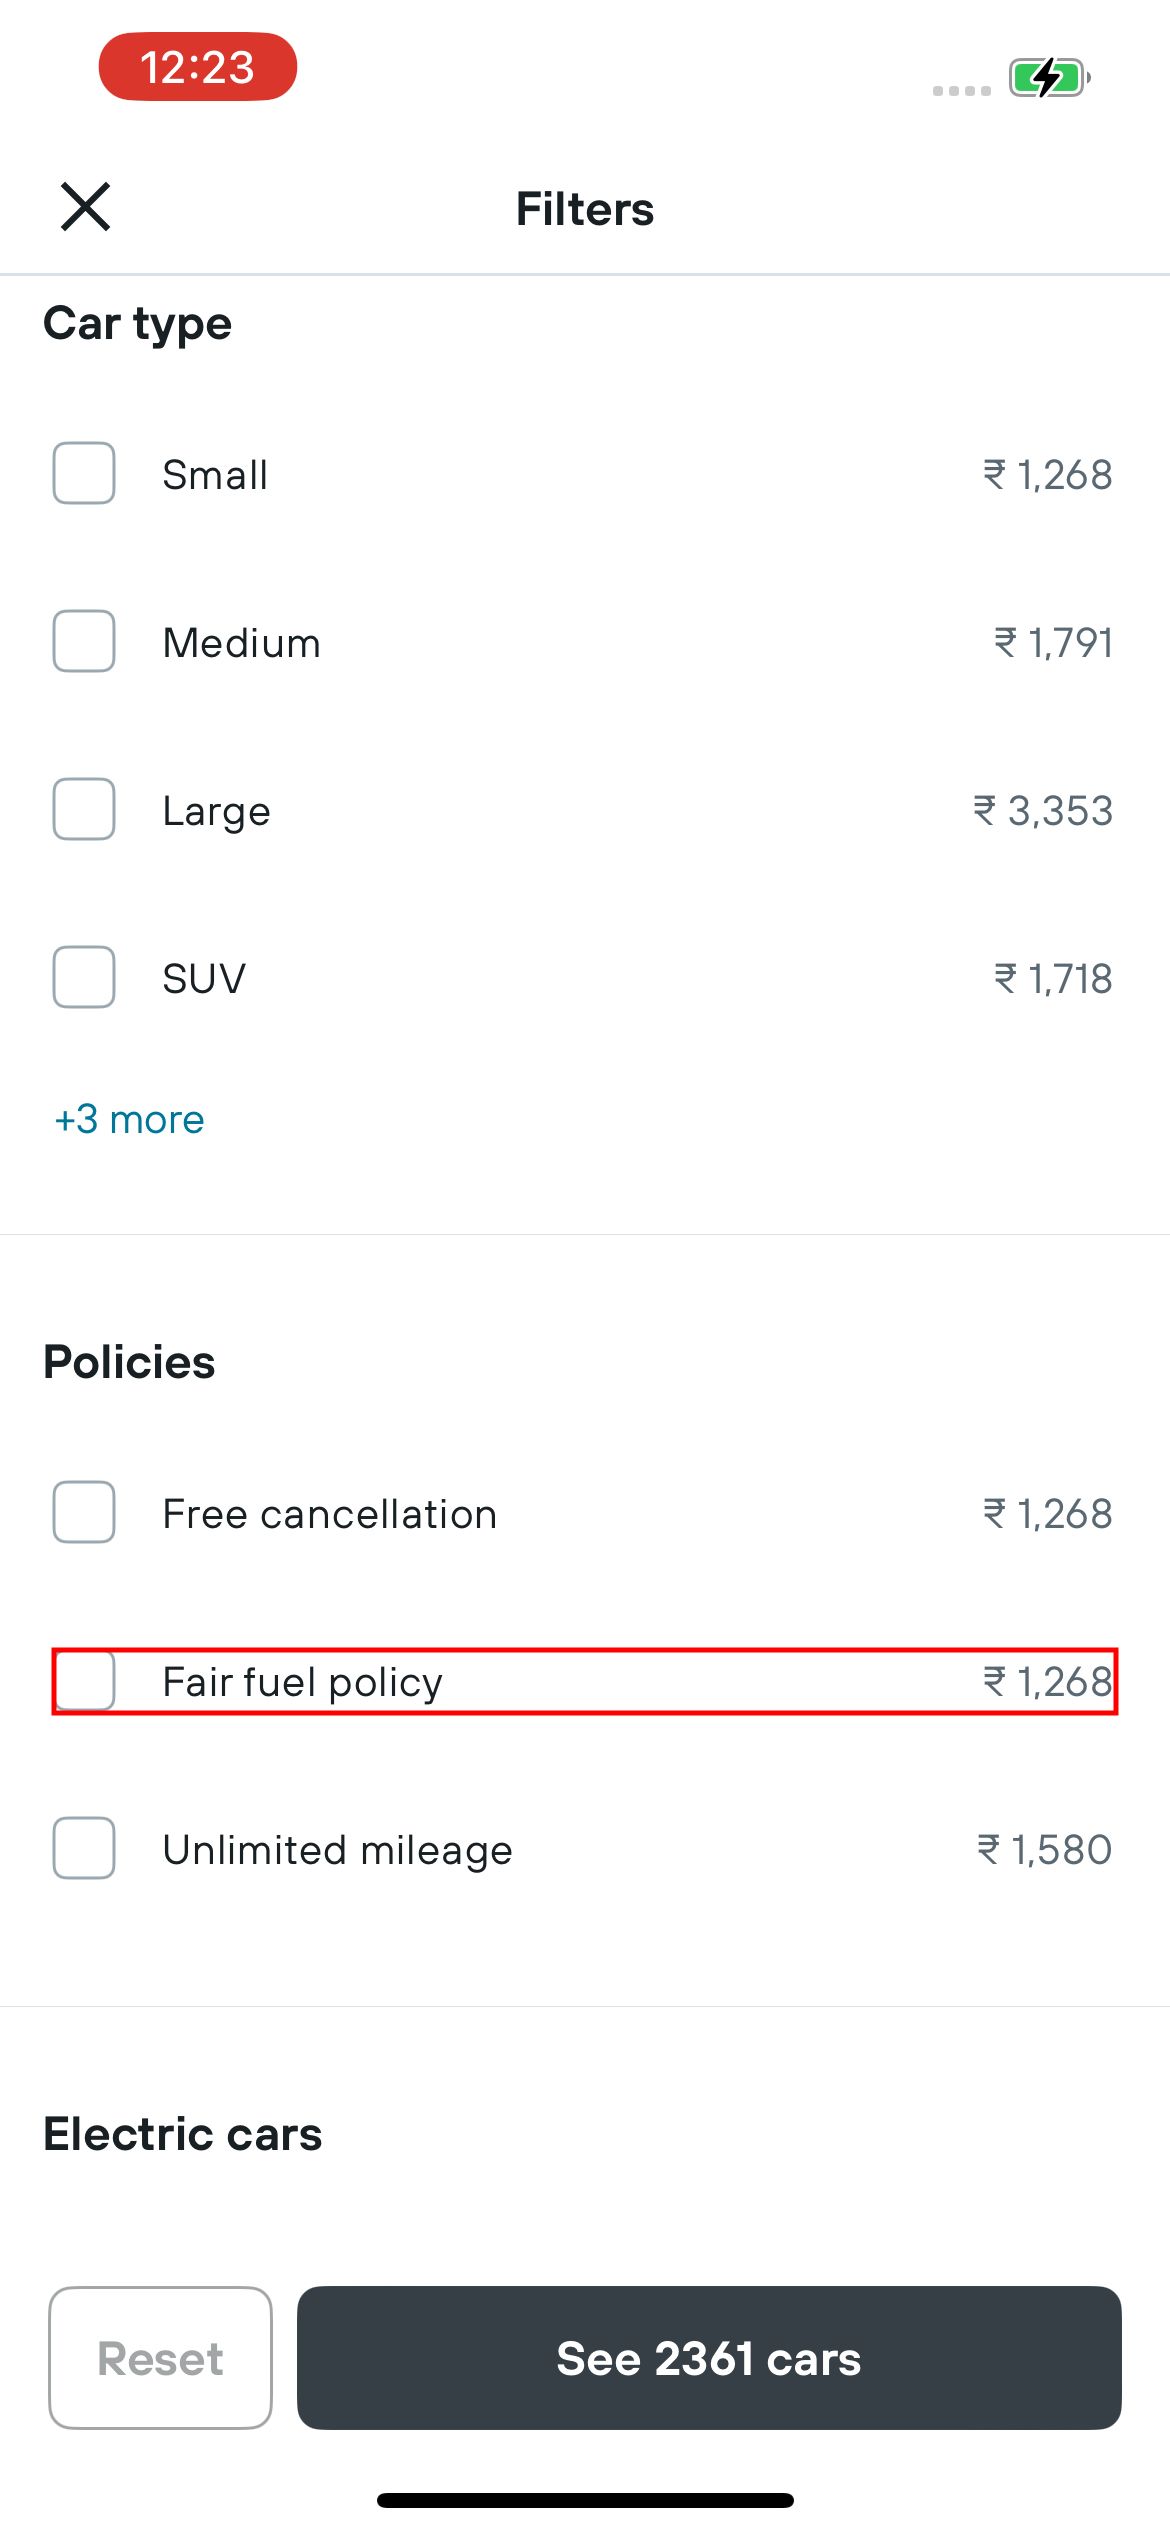 12:23
Filters
Car type
Small ₹ 1,268
Medium ₹ 1,791
Large ₹ 3,353
SUV ₹ 1,718
+3 more
Policies
Free cancellation ₹ 1,268
Fair fuel policy ₹ 1,268
Unlimited mileage ₹ 1,580
Electric cars
Reset See 2361 cars